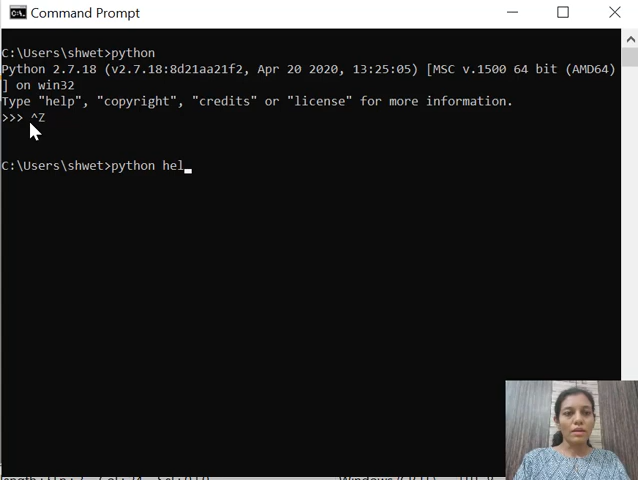 Command Prompt
C:\Users\shwet>python
Python 2.7.18 (v2.7.18:8d21aa21f2, Apr 20 2020, 13:25:05) [MSC v.1500 64 bit (AMD64)
] on win32
Type "help", "copyright", "credits" or "license" for more information.
>>> ^Z
C:\Users\shwet>python hel